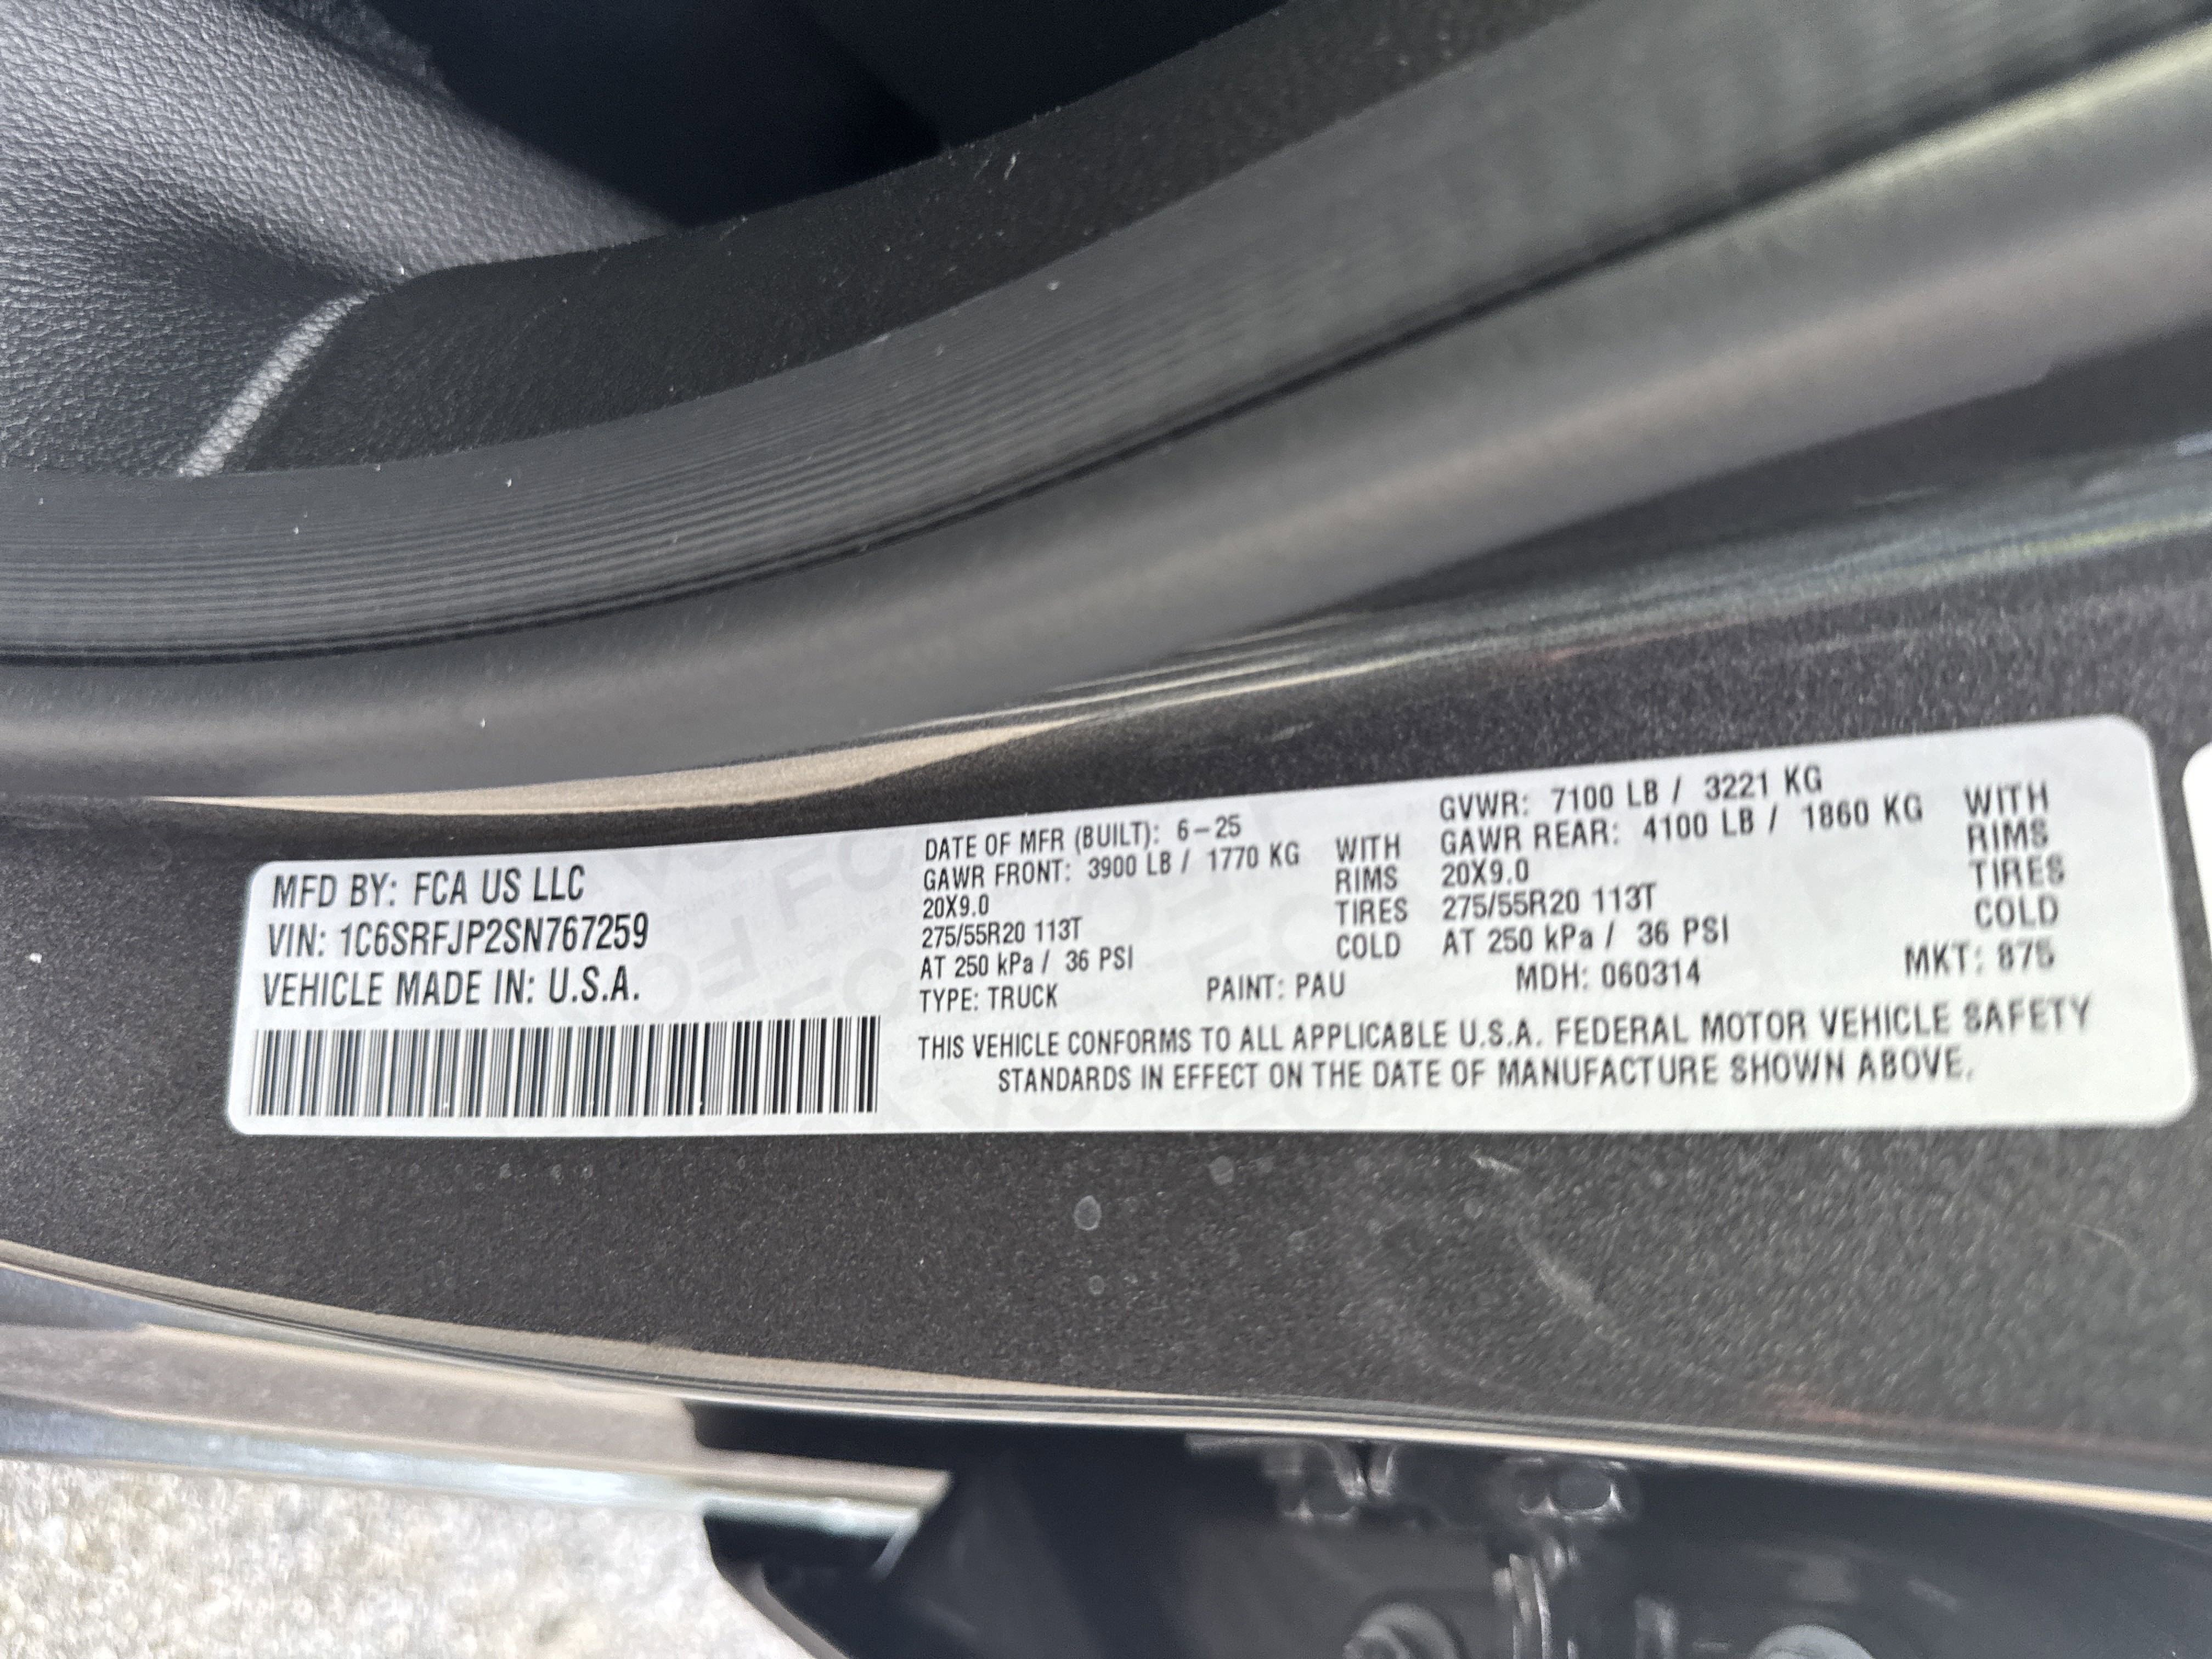 MFD BY: FCA US LLC
VIN: 1C6SRFJP2SN767259
VEHICLE MADE IN: U.S.A.
DATE OF MFR (BUILT): 6-25 GVWR: 7100 LB / 3221 KG
GAWR FRONT: 3900 LB / 1770 KG WITH GAWR REAR: 4100 LB / 1860 KG WITH
20X9.0 RIMS 20X9.0 RIMS
275/55R20 113T TIRES 275/55R20 113T TIRES
AT 250 kPa / 36 PSI COLD AT 250 kPa / 36 PSI COLD
TYPE: TRUCK PAINT: PAU MDH: 060314 MKT: 875
THIS VEHICLE CONFORMS TO ALL APPLICABLE U.S.A. FEDERAL MOTOR VEHICLE SAFETY
STANDARDS IN EFFECT ON THE DATE OF MANUFACTURE SHOWN ABOVE.